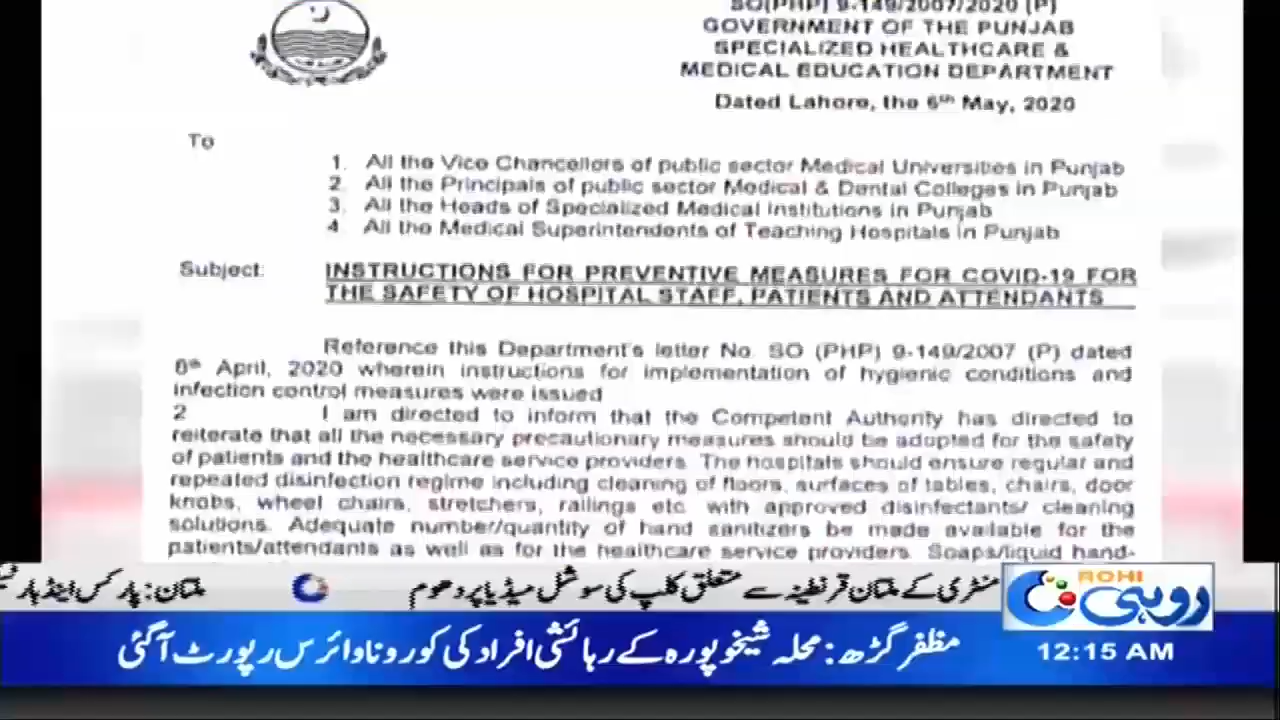 SO(PHP) 9-149/2007/2020 (P)
GOVERNMENT OF THE PUNJAB
SPECIALIZED HEALTHCARE &
MEDICAL EDUCATION DEPARTMENT
Dated Lahore, the 6th May, 2020
To
1. All the Vice Chancellors of public sector Medical Universities in Punjab
2. All the Principals of public sector Medical & Dental Colleges in Punjab
3. All the Heads of Specialized Medical Institutions in Punjab
4. All the Medical Superintendents of Teaching Hospitals in Punjab
Subject: INSTRUCTIONS FOR PREVENTIVE MEASURES FOR COVID-19 FOR
THE SAFETY OF HOSPITAL STAFF, PATIENTS AND ATTENDANTS
Reference this Department's letter No. SO (PHP) 9-149/2007 (P) dated
6th April, 2020 wherein instructions for implementation of hygienic conditions and
infection control measures were issued
2 I am directed to inform that the Competent Authority has directed to
reiterate that all the necessary precautionary measures should be adopted for the safety
of patients and the healthcare service providers. The hospitals should ensure regular and
repeated disinfection regime including cleaning of floors, surfaces of tables, chairs, door
knobs, wheel chairs, stretchers, railings etc with approved disinfectants/ cleaning
solutions. Adequate number/quantity of hand sanitizers be made available for the
patients/attendants as well as for the healthcare service providers. Soaps/liquid hand-
منسٹری کے ملتان قرنطینہ سے متعلق کلپ کی سوشل میڈیا پر دھوم ملتان: پارکس اینڈ ہار
ROHI
روہی
مظفر گڑھ: محلہ شیخوپورہ کے رہائشی افراد کی کورونا وائرس رپورٹ آگئی
12:15 AM